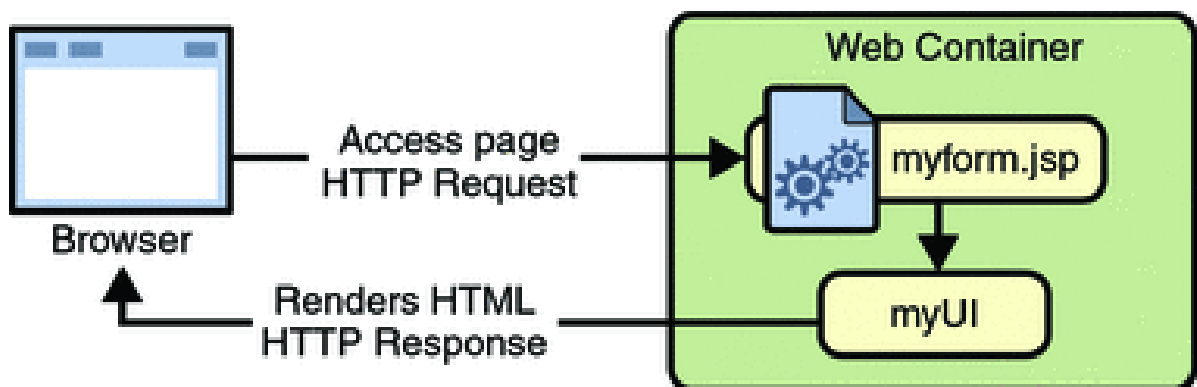 Web Container
Access page
HTTP Request
myform.jsp
Browser
Renders HTML
HTTP Response
myUI